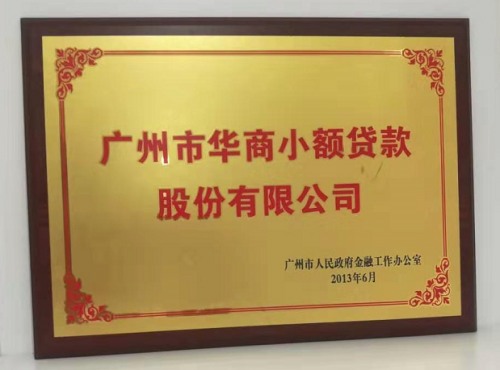 广州市华商小额贷款
股份有限公司
广州市人民政府金融工作办公室
2013年6月